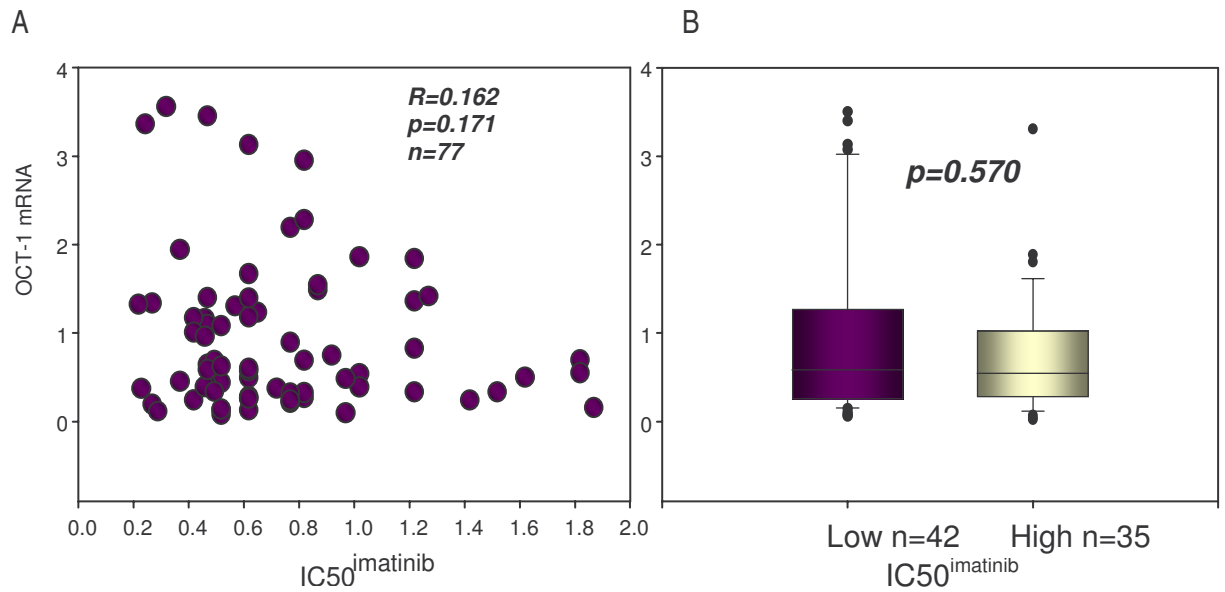 A
B
4
3
2
1
0
OCT-1 mRNA
R=0.162
p=0.171
n=77
0.0 0.2 0.4 0.6 0.8 1.0 1.2 1.4 1.6 1.8 2.0
IC50imatinib
4
3
2
1
0
p=0.570
Low n=42 High n=35
IC50imatinib